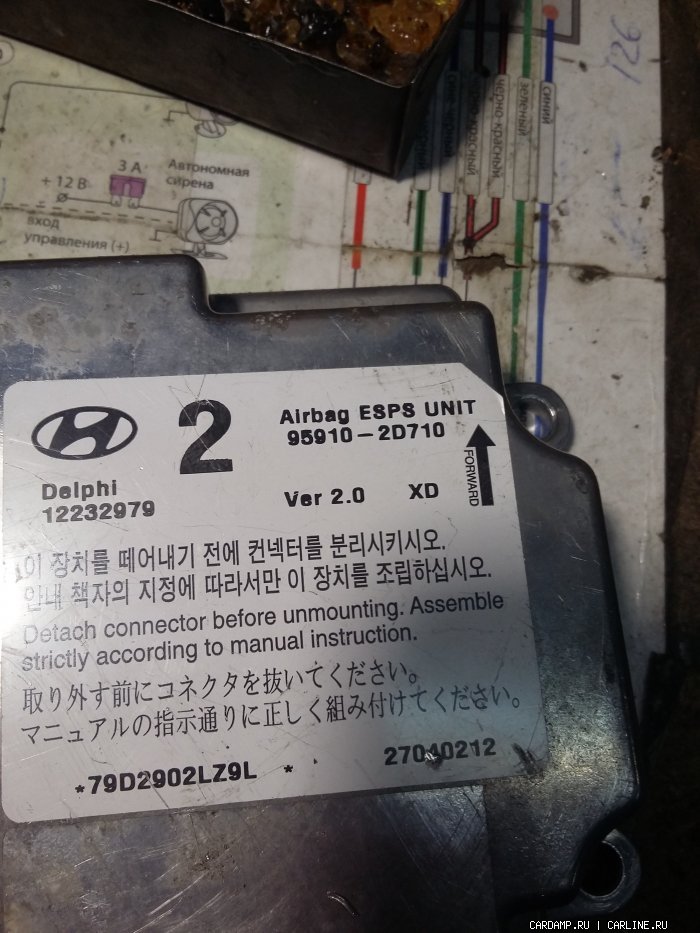 126
синий
зеленый
черно-красный
3 А
Автономная
сирена
+ 12 В
вход
управления (+)
2
Airbag ESPS UNIT
95910-2D710
FORWARD
Delphi
12232979
Ver 2.0 XD
이 장치를 떼어내기 전에 컨넥터를 분리시키시오.
안내 책자의 지정에 따라서만 이 장치를 조립하십시오.
Detach connector before unmounting. Assemble
strictly according to manual instruction.
取り外す前にコネクタを抜いてください。
マニュアルの指示通りに正しく組み付けてください。
*79D2902LZ9L *
27040212
CARDAMP.RU | CARLINE.RU